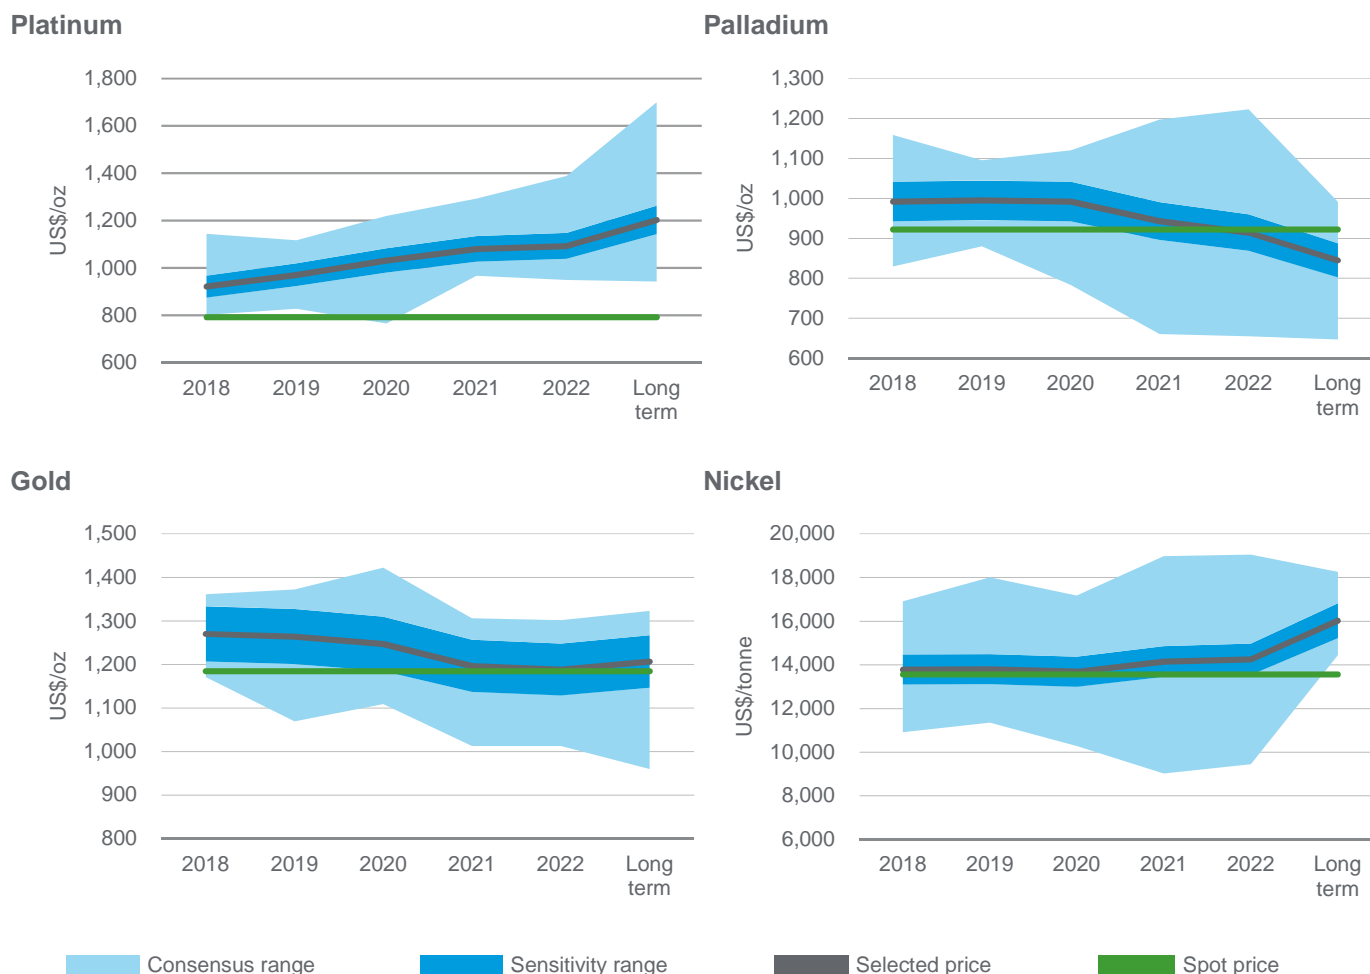 Platinum
US$/oz
1,800
1,600
1,400
1,200
1,000
800
600
2018 2019 2020 2021 2022 Long term
Palladium
US$/oz
1,300
1,200
1,100
1,000
900
800
700
600
2018 2019 2020 2021 2022 Long term
Gold
US$/oz
1,500
1,400
1,300
1,200
1,100
1,000
900
800
2018 2019 2020 2021 2022 Long term
Nickel
US$/tonne
20,000
18,000
16,000
14,000
12,000
10,000
8,000
6,000
2018 2019 2020 2021 2022 Long term
Consensus range Sensitivity range Selected price Spot price